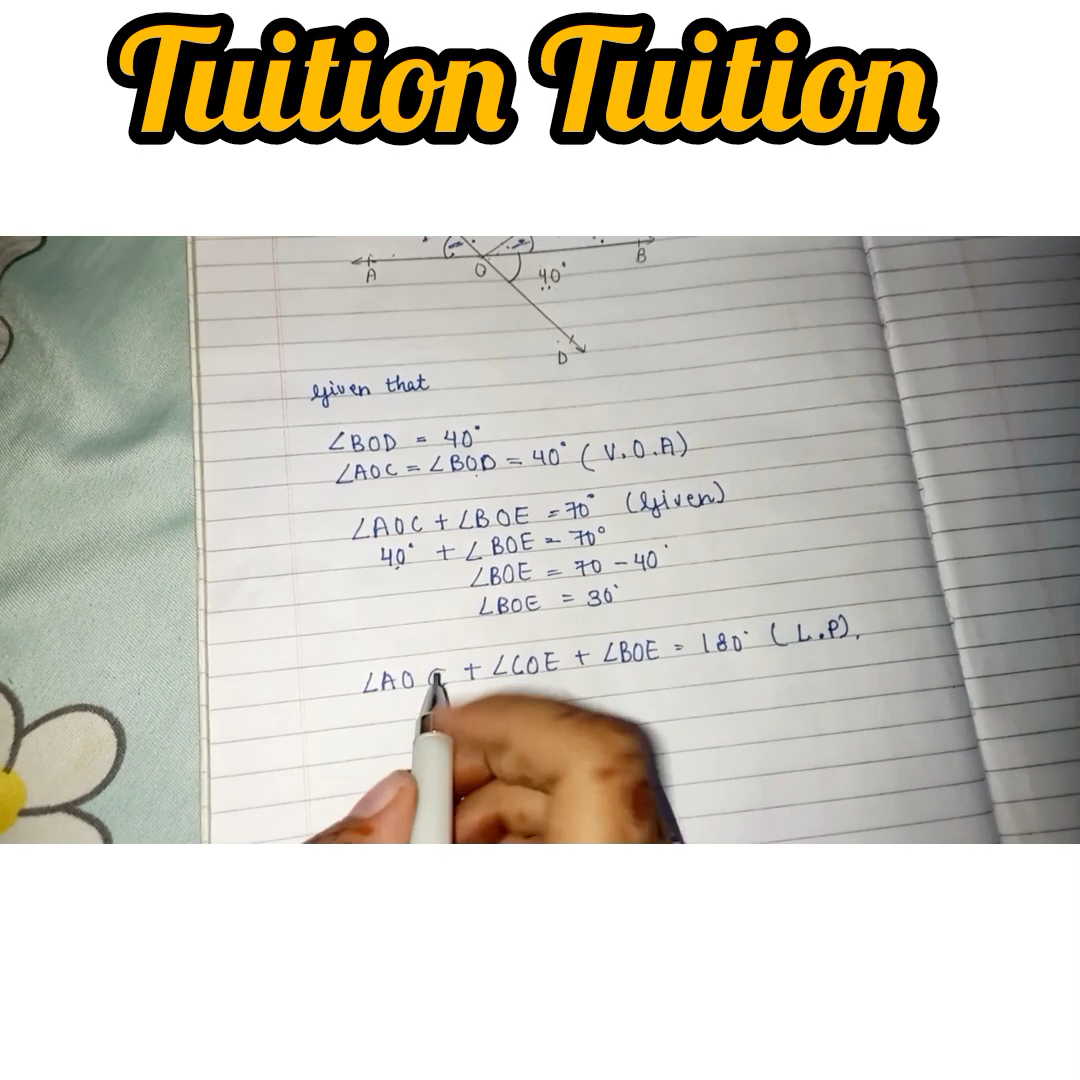 Tuition Tuition
A O 40° B
D
Given that
∠BOD = 40°
∠AOC = ∠BOD = 40° (V.O.A)
∠AOC + ∠BOE = 70° (Given)
40° + ∠BOE = 70°
∠BOE = 70 - 40°
∠BOE = 30°
∠AOC + ∠COE + ∠BOE = 180° (L.P).